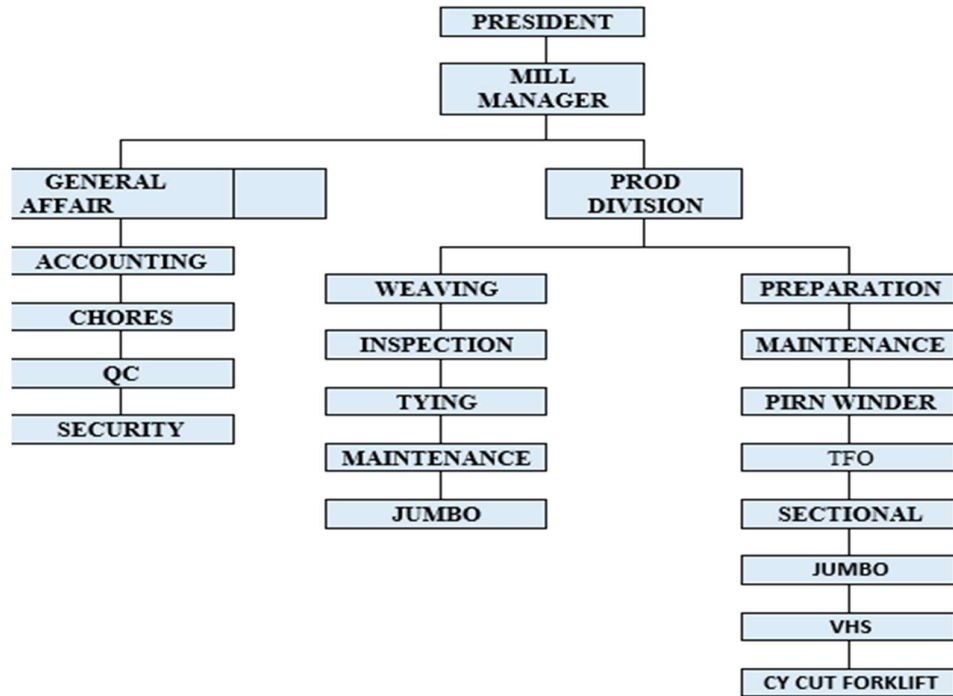 PRESIDENT
MILL
MANAGER
GENERAL
AFFAIR
PROD
DIVISION
ACCOUNTING
CHORES
QC
SECURITY
WEAVING
INSPECTION
TYING
MAINTENANCE
JUMBO
PREPARATION
MAINTENANCE
PIRN WINDER
TFO
SECTIONAL
JUMBO
VHS
CY CUT FORKLIFT